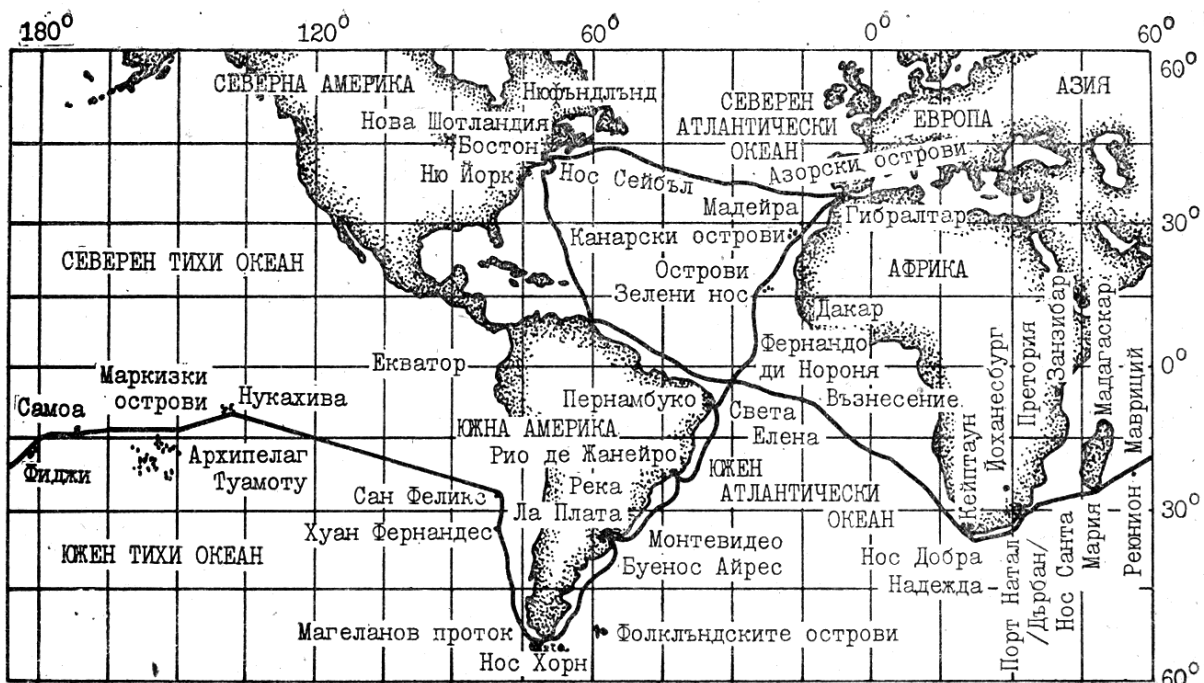 180° 120° 60° 0° 60°
60°
АЗИЯ
СЕВЕРНА АМЕРИКА
Нюфъндлънд
СЕВЕРЕН
АТЛАНТИЧЕСКИ
ОКЕАН
ЕВРОПА
Нова Шотландия
Бостон
Азорски острови
Ню Йорк
Нос Сейбъл
Мадейра
Гибралтар
30°
Канарски острови
СЕВЕРЕН ТИХИ ОКЕАН
Острови
Зелени нос
АФРИКА
Дакар
Занзибар
Мадагаскар
Екватор
Фернандо
ди Нороня
0°
Маркизки
острови
Нукахива
Самоа
Пернамбуко
Възнесение
Света
Елена
Йоханесбург
Претория
Мавриций
Фиджи
Архипелаг
Туамоту
ЮЖНА АМЕРИКА
Рио де Жанейро
ЮЖЕН
АТЛАНТИЧЕСКИ
ОКЕАН
Кейптаун
Сан Феликс
Река
Ла Плата
30°
Хуан Фернандес
ЮЖЕН ТИХИ ОКЕАН
Монтевидео
Буенос Айрес
Нос Добра
Надежда
Порт Натал
/Дърбан/
Нос Санта
Мария
Реюнион
Магеланов проток
Фолклъндските острови
Нос Хорн
60°